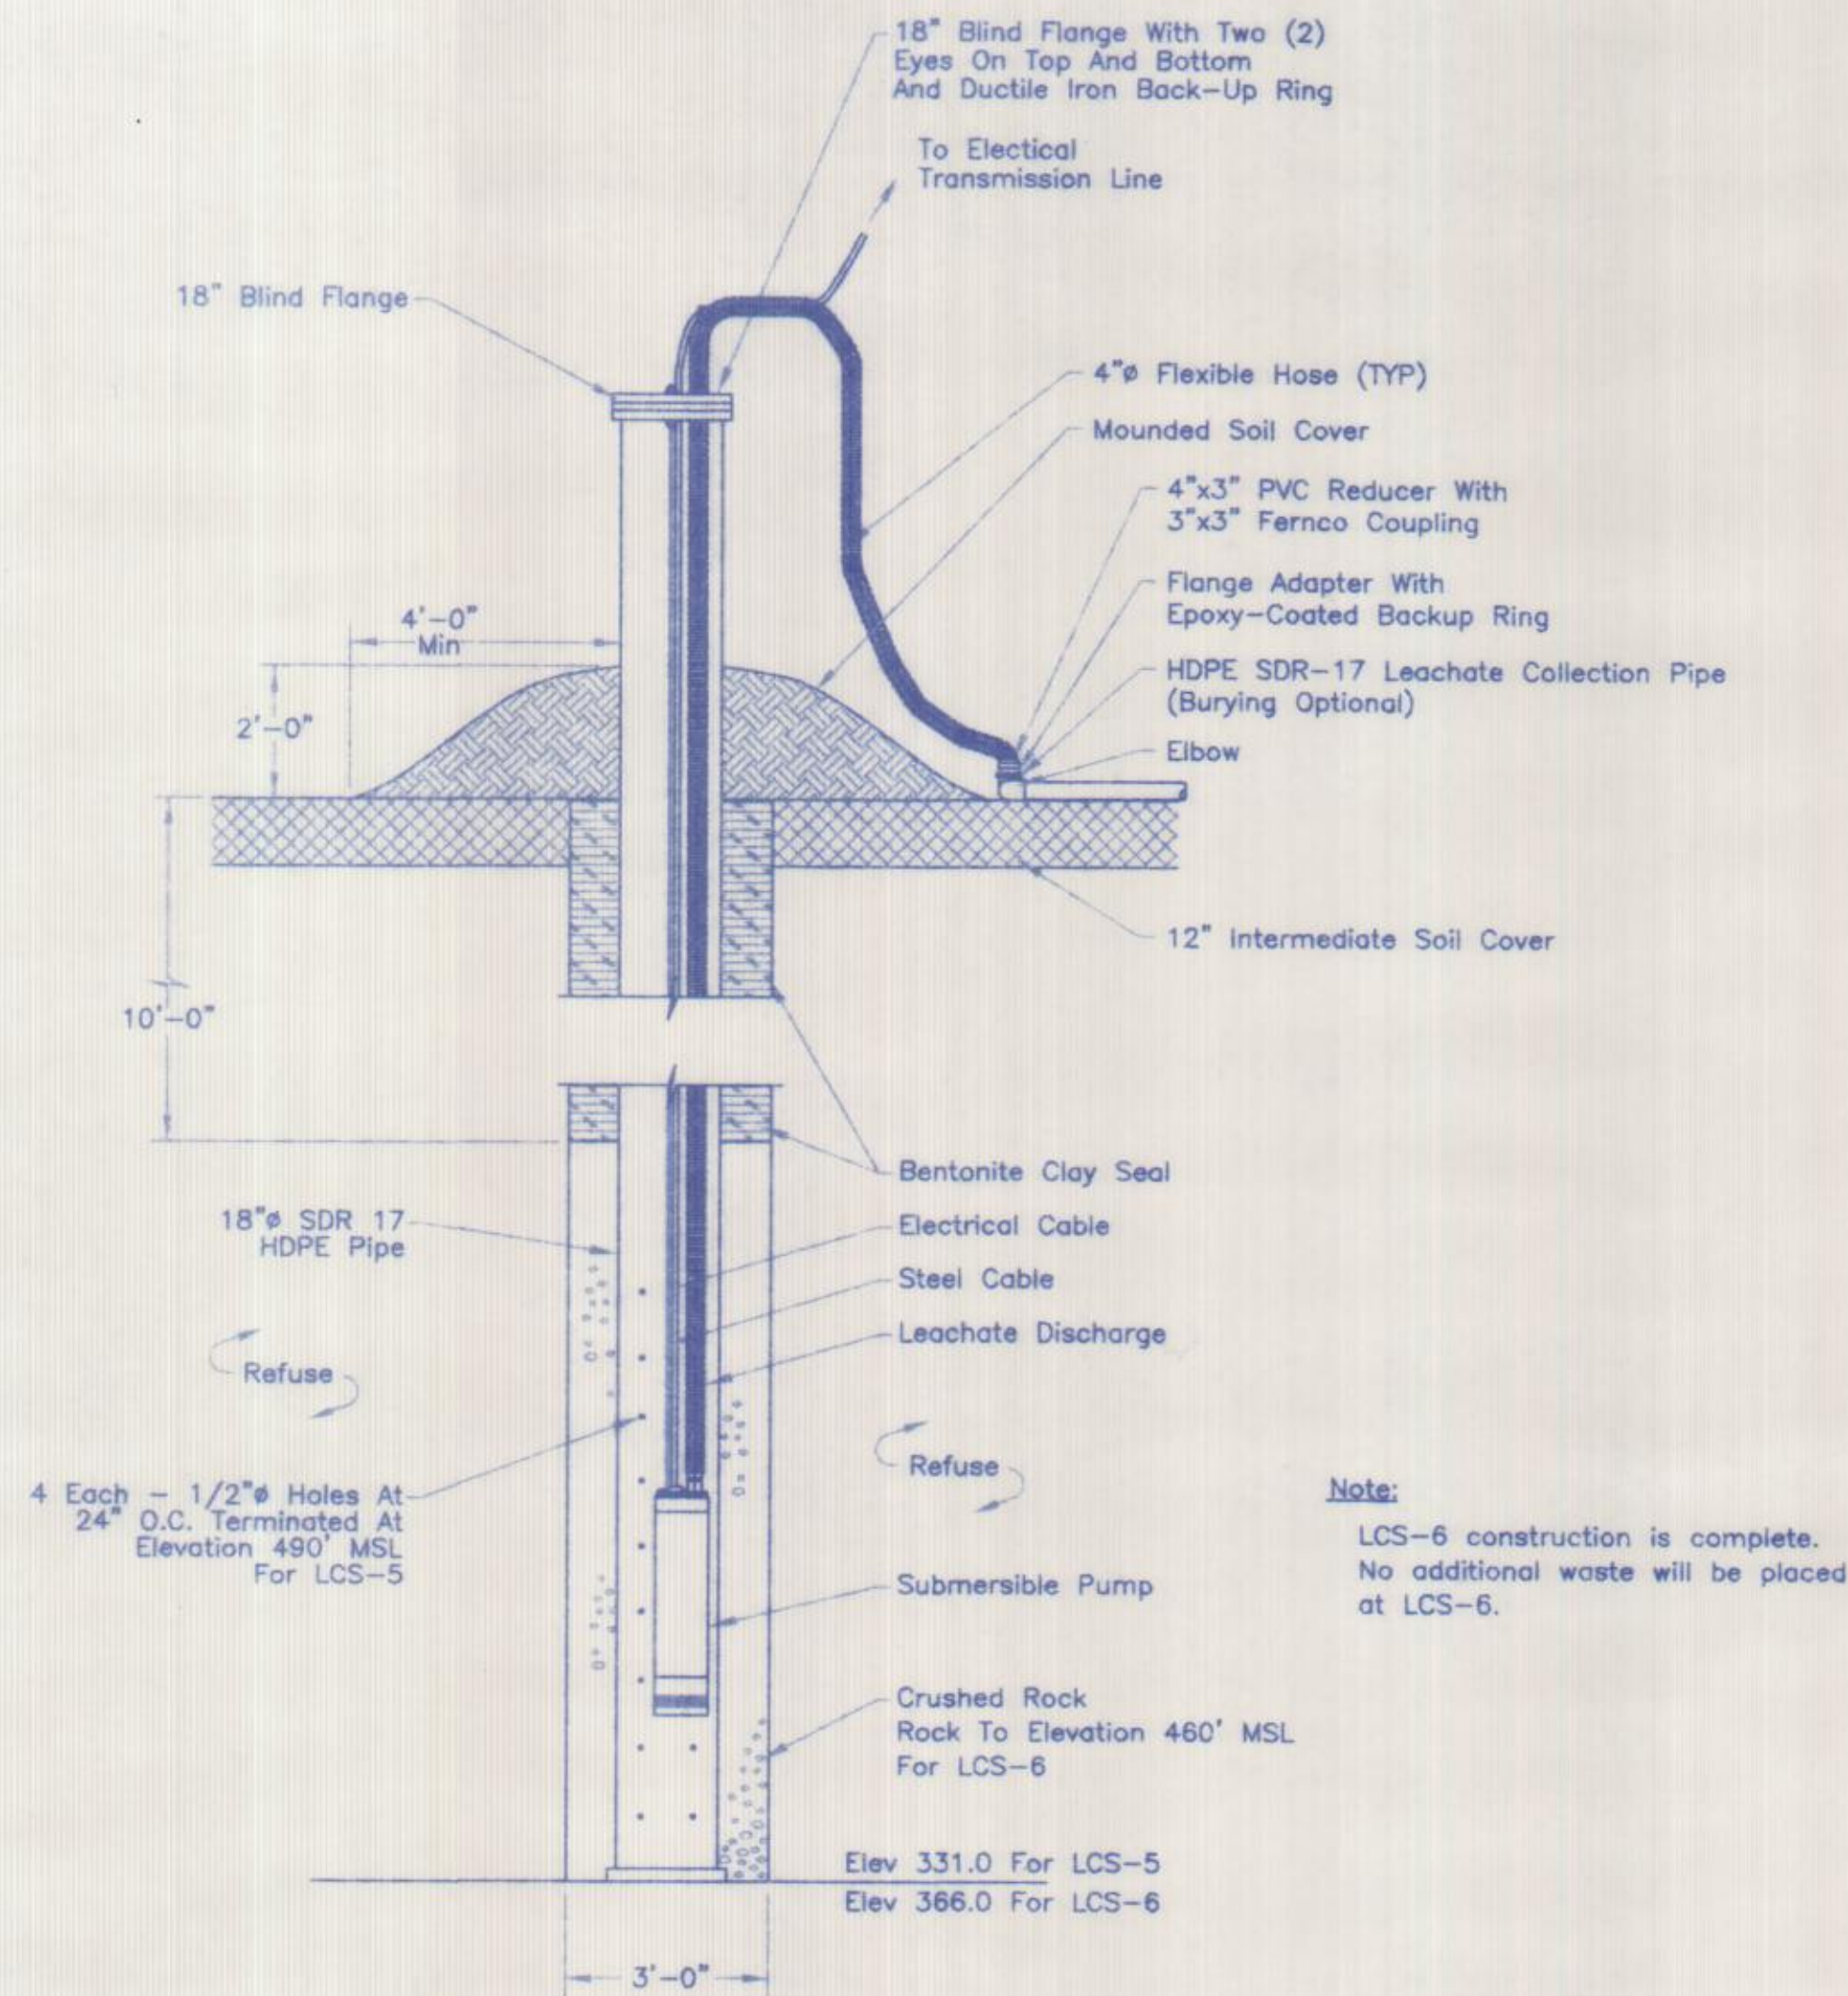 18" Blind Flange With Two (2)
Eyes On Top And Bottom
And Ductile Iron Back-Up Ring
To Electical
Transmission Line
18" Blind Flange
4"ø Flexible Hose (TYP)
Mounded Soil Cover
4"x3" PVC Reducer With
3"x3" Fernco Coupling
Flange Adapter With
Epoxy-Coated Backup Ring
HDPE SDR-17 Leachate Collection Pipe
(Burying Optional)
Elbow
4'-0"
Min
2'-0"
12" Intermediate Soil Cover
10'-0"
Bentonite Clay Seal
18"ø SDR 17
HDPE Pipe
Electrical Cable
Steel Cable
Leachate Discharge
Refuse
Refuse
4 Each - 1/2"ø Holes At
24" O.C. Terminated At
Elevation 490' MSL
For LCS-5
Note:
LCS-6 construction is complete.
No additional waste will be placed
at LCS-6.
Submersible Pump
Crushed Rock
Rock To Elevation 460' MSL
For LCS-6
Elev 331.0 For LCS-5
Elev 366.0 For LCS-6
3'-0"